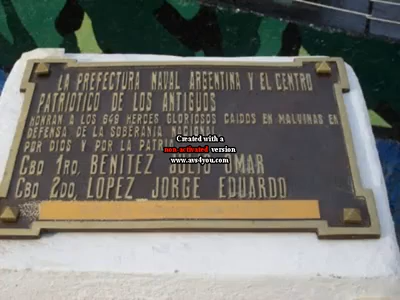 LA PREFECTURA NAVAL ARGENTINA Y EL CENTRO
PATRIOTICO DE LOS ANTIGUOS
HONRAN A LOS 649 HEROES GLORIOSOS CAIDOS EN MALVINAS EN
DEFENSA DE LA SOBERANIA NACIONAL
POR DIOS Y POR LA PATRIA
Created with a
non-activated version
www.avs4you.com
CBO 1RO. BENITEZ JULIO OMAR
CBO 2DO. LOPEZ JORGE EDUARDO